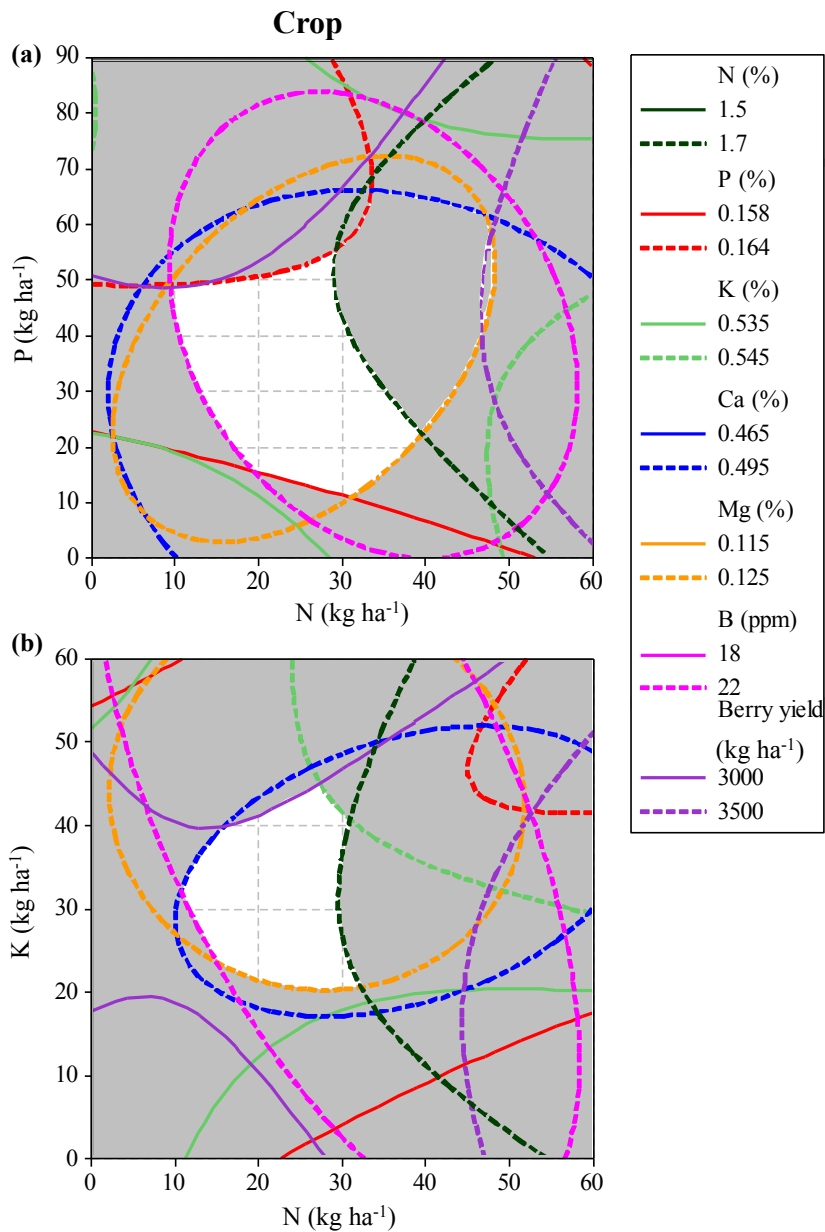 Crop
(a)
90
80
70
60
50
40
30
20
10
0
P (kg ha⁻¹)
0 10 20 30 40 50 60
N (kg ha⁻¹)
(b)
60
50
40
30
20
10
0
K (kg ha⁻¹)
0 10 20 30 40 50 60
N (kg ha⁻¹)
N (%)
1.5
1.7
P (%)
0.158
0.164
K (%)
0.535
0.545
Ca (%)
0.465
0.495
Mg (%)
0.115
0.125
B (ppm)
18
22
Berry yield
(kg ha⁻¹)
3000
3500